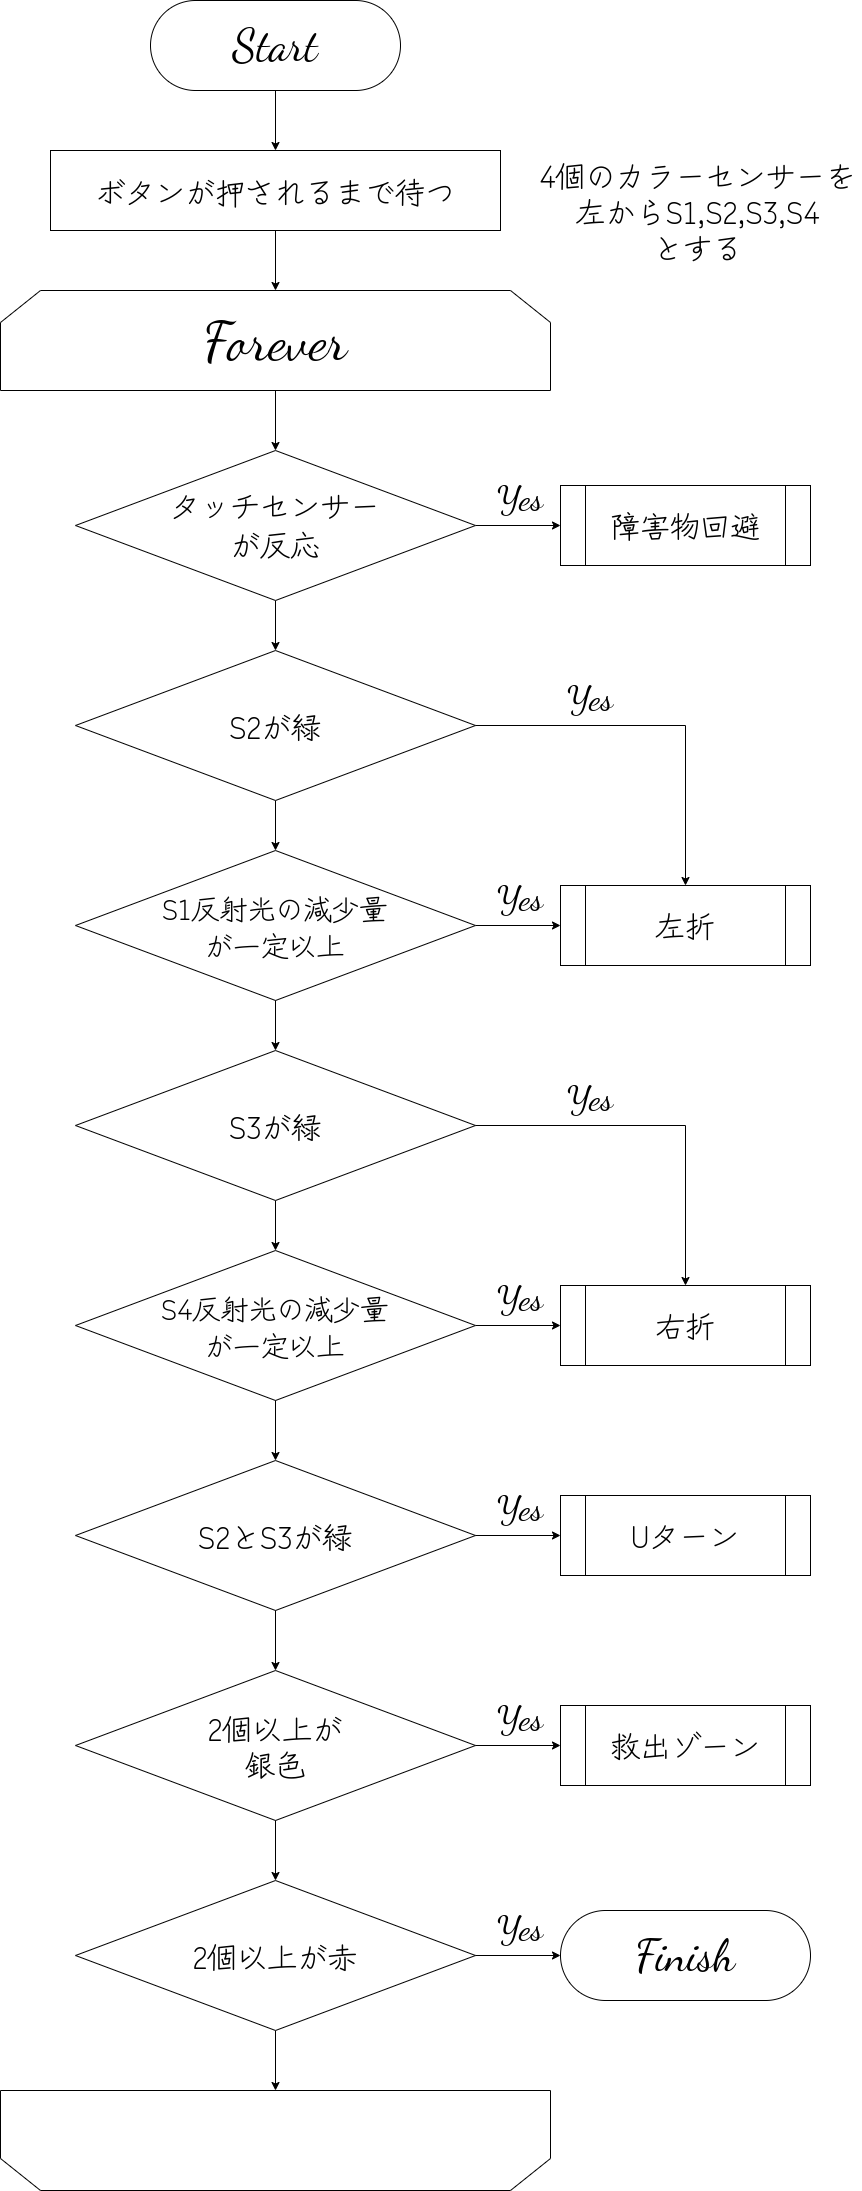 Start
ボタンが押されるまで待つ
4個のカラーセンサーを
左からS1,S2,S3,S4
とする
Forever
タッチセンサー
が反応
Yes
障害物回避
S2が緑
Yes
S1反射光の減少量
が一定以上
Yes
左折
S3が緑
Yes
S4反射光の減少量
が一定以上
Yes
右折
S2とS3が緑
Yes
Uターン
2個以上が
銀色
Yes
救出ゾーン
2個以上が赤
Yes
Finish